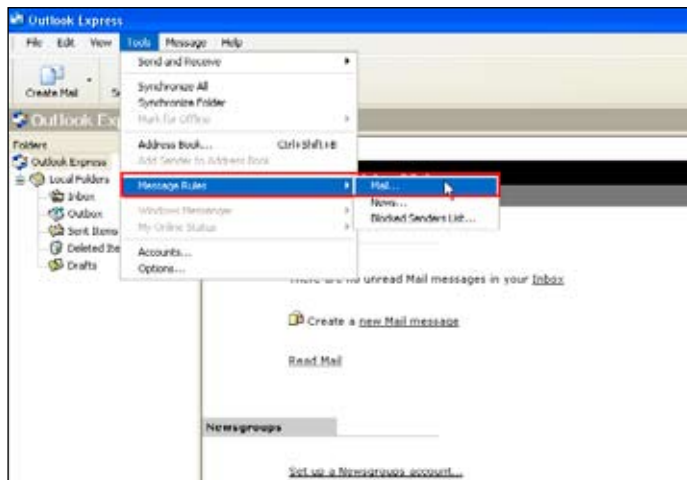 Outlook Express
File Edit View Tools Message Help
Create Mail S
Outlook Exp
Send and Receive
Synchronize All
Synchronize Folder
Mark for Offline
Address Book... Ctrl+Shift+B
Add Sender to Address Book
Message Rules
Windows Messenger
My Online Status
Accounts...
Options...
Mail...
News...
Blocked Senders List...
Folders
Outlook Express
Local Folders
Inbox
Outbox
Sent Items
Deleted Ite
Drafts
There are no unread Mail messages in your Inbox
Create a new Mail message
Read Mail
Newsgroups
Set up a Newsgroups account...